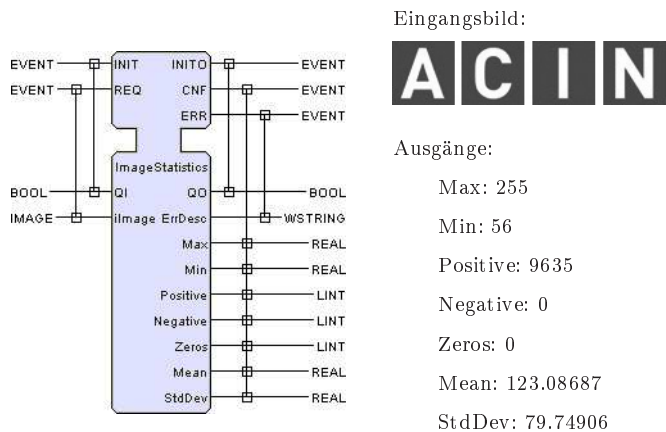 EVENT INIT INITO EVENT
EVENT REQ CNF EVENT
ERR EVENT
ImageStatistics
BOOL QI QO BOOL
IMAGE iImage ErrDesc WSTRING
Max REAL
Min REAL
Positive LINT
Negative LINT
Zeros LINT
Mean REAL
StdDev REAL
Eingangsbild:
ACIN
Ausgänge:
Max: 255
Min: 56
Positive: 9635
Negative: 0
Zeros: 0
Mean: 123.08687
StdDev: 79.74906